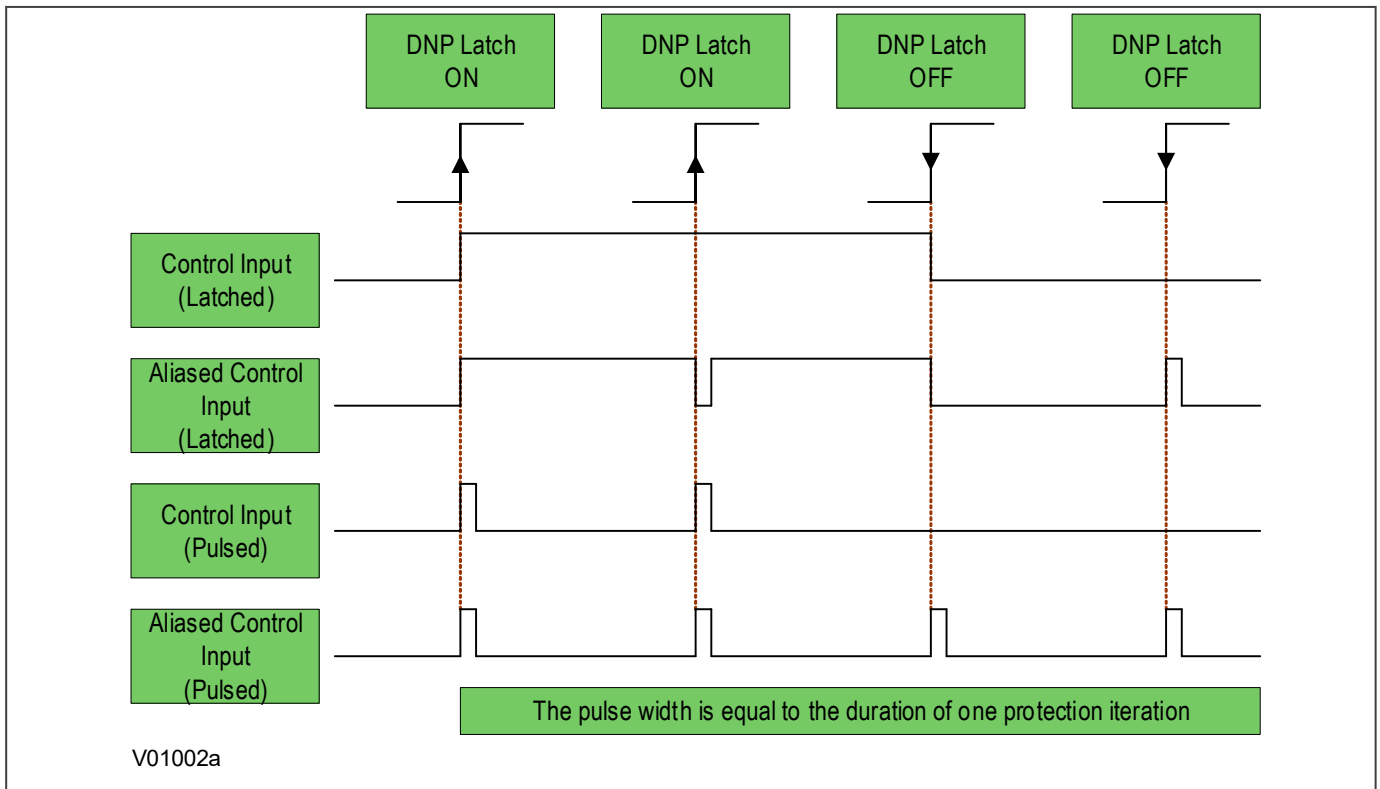 DNP Latch
ON
DNP Latch
ON
DNP Latch
OFF
DNP Latch
OFF
Control Input
(Latched)
Aliased Control
Input
(Latched)
Control Input
(Pulsed)
Aliased Control
Input
(Pulsed)
The pulse width is equal to the duration of one protection iteration
V01002a